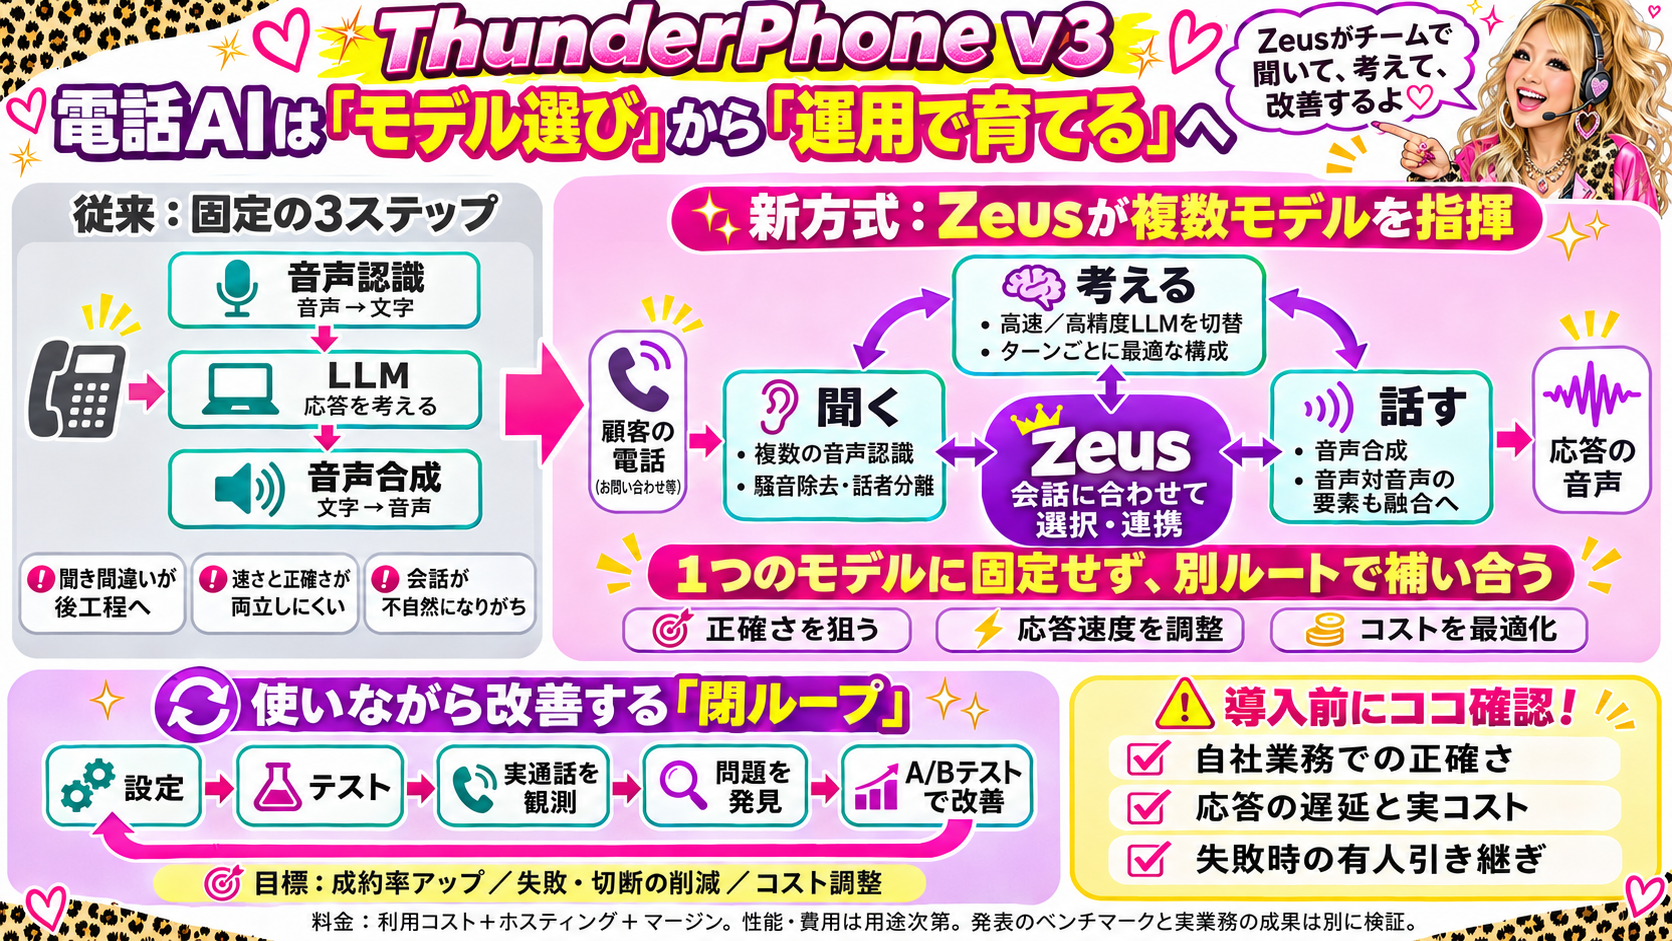 ThunderPhone v3
電話AIは「モデル選び」から「運用で育てる」へ
Zeusがチームで
聞いて、考えて、
改善するよ♡
従来：固定の3ステップ
音声認識
音声→文字
LLM
応答を考える
音声合成
文字→音声
! 聞き間違いが
後工程へ
! 速さと正確さが
両立しにくい
! 会話が
不自然になりがち
新方式：Zeusが複数モデルを指揮
顧客の
電話
(お問い合わせ等)
聞く
• 複数の音声認識
• 騒音除去・話者分離
考える
• 高速／高精度LLMを切替
• ターンごとに最適な構成
Zeus
会話に合わせて
選択・連携
話す
• 音声合成
• 音声対音声の
要素も融合へ
応答の
音声
1つのモデルに固定せず、別ルートで補い合う
正確さを狙う
応答速度を調整
コストを最適化
使いながら改善する「閉ループ」
設定
テスト
実通話を
観測
問題を
発見
A/Bテスト
で改善
目標：成約率アップ／失敗・切断の削減／コスト調整
導入前にココ確認！
自社業務での正確さ
応答の遅延と実コスト
失敗時の有人引き継ぎ
料金：利用コスト＋ホスティング＋マージン。性能・費用は用途次第。発表のベンチマークと実業務の成果は別に検証。